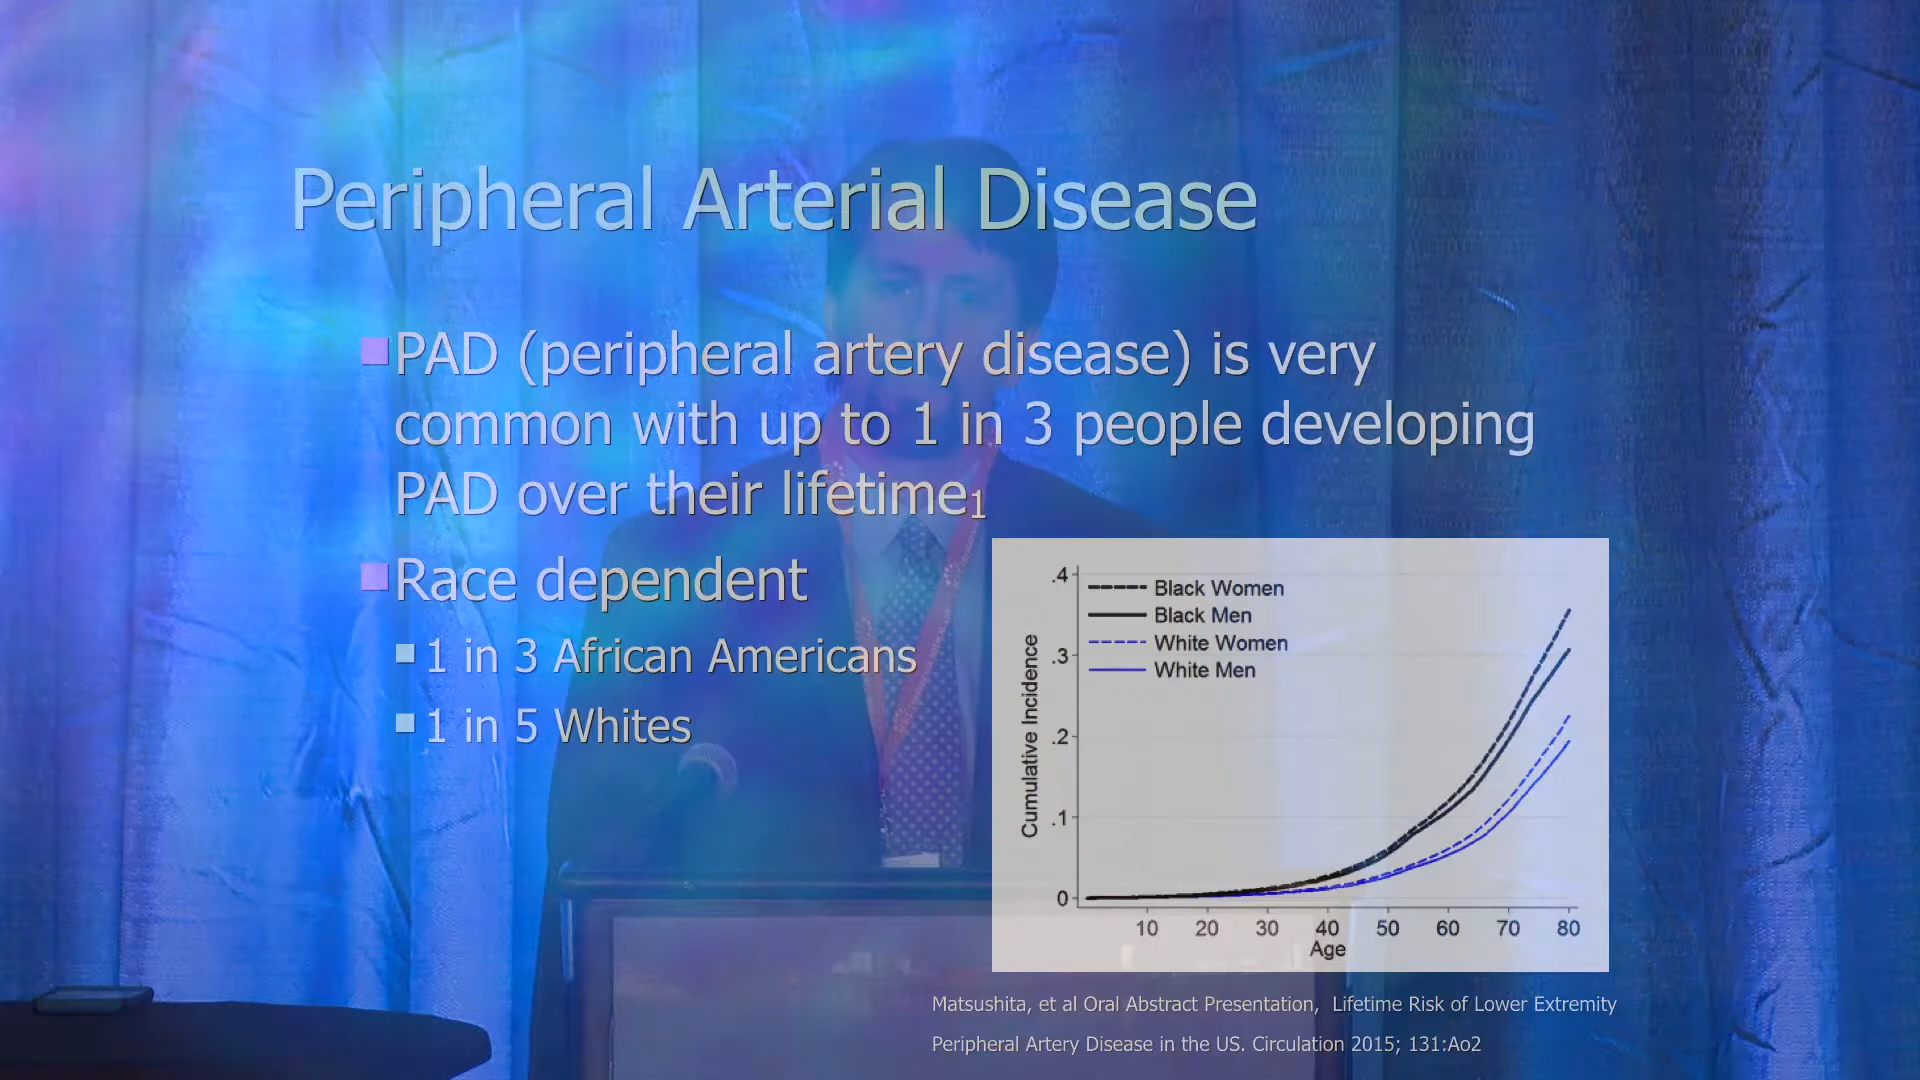 Peripheral Arterial Disease
PAD (peripheral artery disease) is very
common with up to 1 in 3 people developing
PAD over their lifetime1
Race dependent
1 in 3 African Americans
1 in 5 Whites
.4
.3
.2
.1
0
Cumulative Incidence
Black Women
Black Men
White Women
White Men
10 20 30 40 50 60 70 80
Age
Matsushita, et al Oral Abstract Presentation, Lifetime Risk of Lower Extremity
Peripheral Artery Disease in the US. Circulation 2015; 131:Ao2